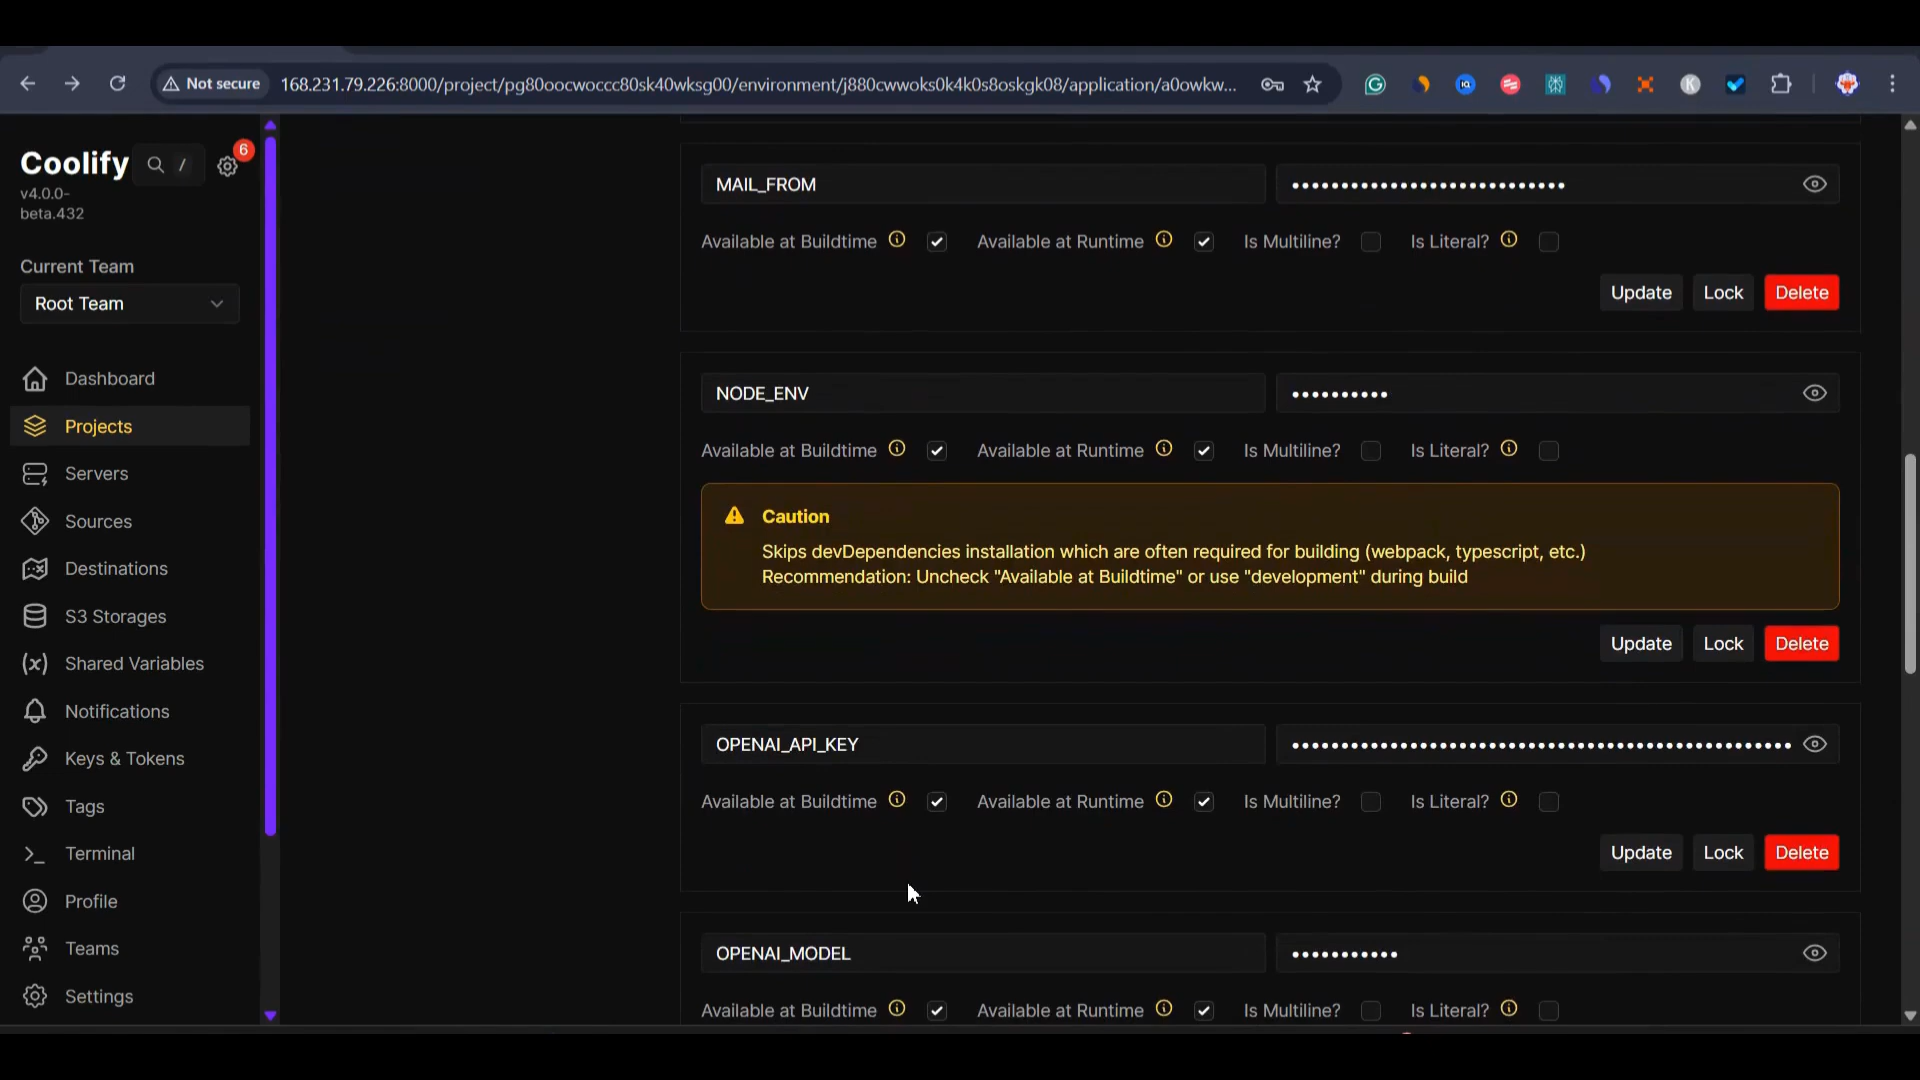 Not secure
168.231.79.226:8000/project/pg80oocwoccc80sk40wksg00/environment/j880cwwoks0k4k0s8oskgk08/application/a0owkw...
Coolify
/
6
v4.0.0-
beta.432
Current Team
Root Team
Dashboard
Projects
Servers
Sources
Destinations
S3 Storages
Shared Variables
Notifications
Keys & Tokens
Tags
Terminal
Profile
Teams
Settings
MAIL_FROM
Available at Buildtime
Available at Runtime
Is Multiline?
Is Literal?
Update
Lock
Delete
NODE_ENV
Available at Buildtime
Available at Runtime
Is Multiline?
Is Literal?
Caution
Skips devDependencies installation which are often required for building (webpack, typescript, etc.)
Recommendation: Uncheck "Available at Buildtime" or use "development" during build
Update
Lock
Delete
OPENAI_API_KEY
Available at Buildtime
Available at Runtime
Is Multiline?
Is Literal?
Update
Lock
Delete
OPENAI_MODEL
Available at Buildtime
Available at Runtime
Is Multiline?
Is Literal?